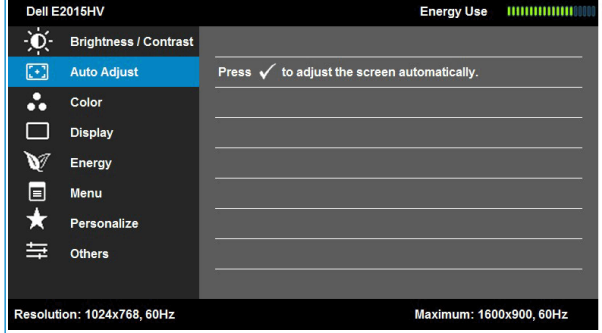 Dell E2015HV Energy Use
Brightness / Contrast
Auto Adjust Press ✓ to adjust the screen automatically.
Color
Display
Energy
Menu
Personalize
Others
Resolution: 1024x768, 60Hz Maximum: 1600x900, 60Hz